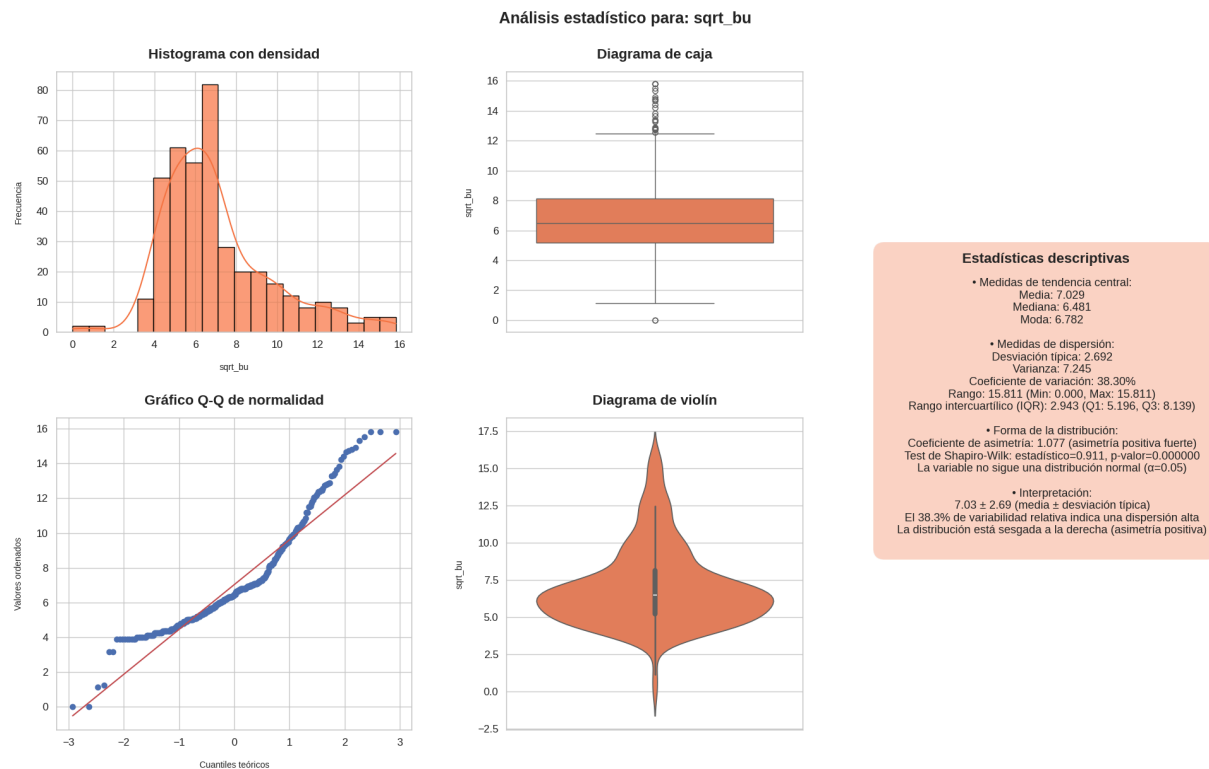 Análisis estadístico para: sqrt_bu
Histograma con densidad
80
70
60
50
40
30
20
10
0
Frecuencia
0 2 4 6 8 10 12 14 16
sqrt_bu
Diagrama de caja
16
14
12
10
8
6
4
2
0
sqrt_bu
Gráfico Q-Q de normalidad
16
14
12
10
8
6
4
2
0
Valores ordenados
−3 −2 −1 0 1 2 3
Cuantiles teóricos
Diagrama de violín
17.5
15.0
12.5
10.0
7.5
5.0
2.5
0.0
−2.5
sqrt_bu
Estadísticas descriptivas
• Medidas de tendencia central:
Media: 7.029
Mediana: 6.481
Moda: 6.782
• Medidas de dispersión:
Desviación típica: 2.692
Varianza: 7.245
Coeficiente de variación: 38.30%
Rango: 15.811 (Min: 0.000, Max: 15.811)
Rango intercuartílico (IQR): 2.943 (Q1: 5.196, Q3: 8.139)
• Forma de la distribución:
Coeficiente de asimetría: 1.077 (asimetría positiva fuerte)
Test de Shapiro-Wilk: estadístico=0.911, p-valor=0.000000
La variable no sigue una distribución normal (α=0.05)
• Interpretación:
7.03 ± 2.69 (media ± desviación típica)
El 38.3% de variabilidad relativa indica una dispersión alta
La distribución está sesgada a la derecha (asimetría positiva)